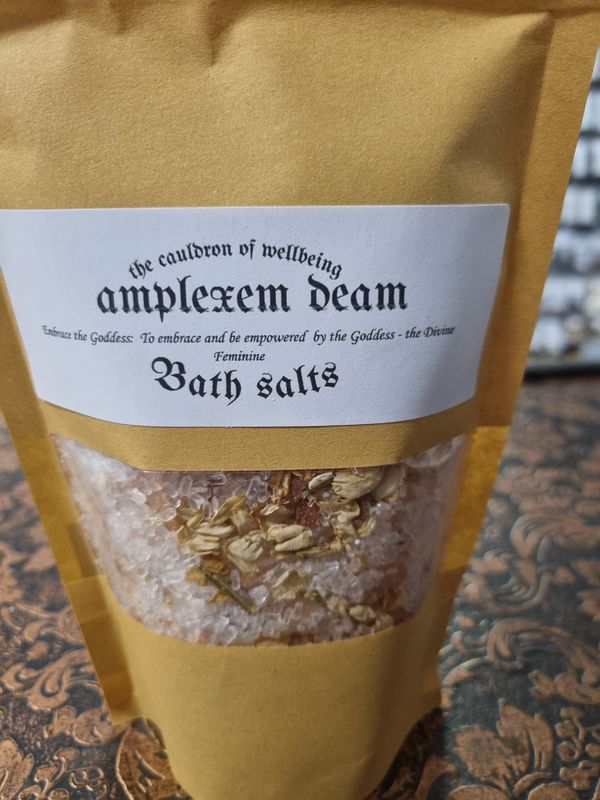 the cauldron of wellbeing
amplexem deam
Embrace the Goddess: To embrace and be empowered by the Goddess - the Divine
Feminine
Bath salts